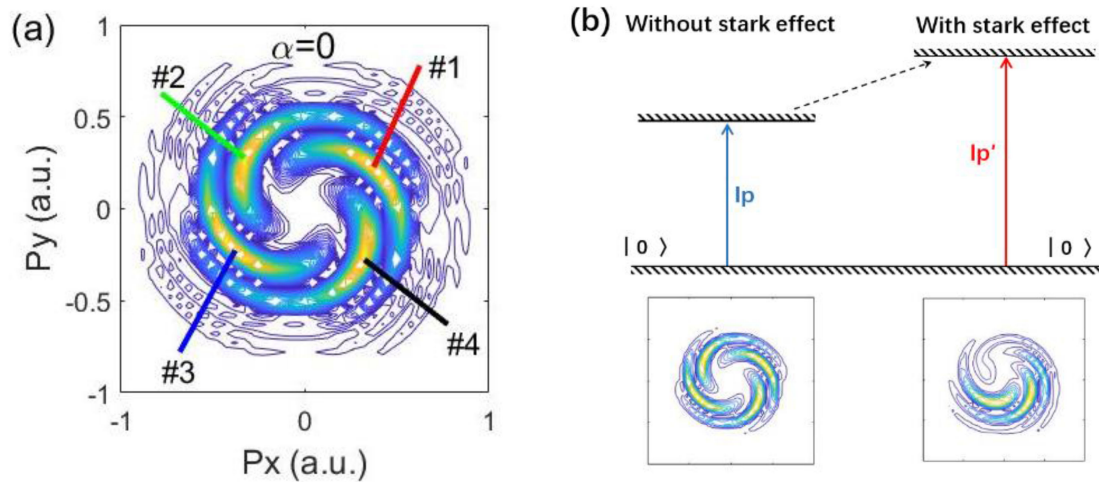 (a)
α=0
#1
#2
#3
#4
1
0.5
0
-0.5
-1
-1
0
1
Py (a.u.)
Px (a.u.)
(b)
Without stark effect
With stark effect
Ip
Ip'
| 0 ⟩
| 0 ⟩